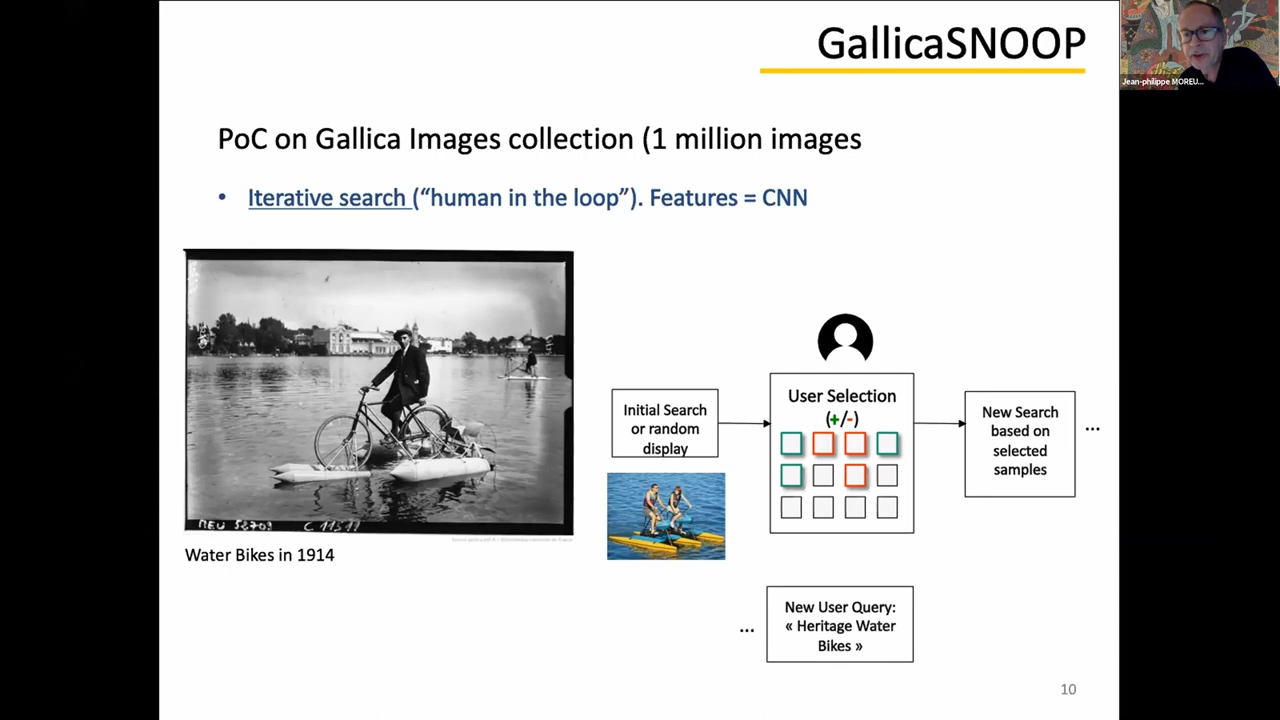 GallicaSNOOP
Jean-philippe MOREU...
PoC on Gallica Images collection (1 million images
• Iterative search (“human in the loop”). Features = CNN
User Selection
(+/-)
Initial Search
or random
display
New Search
based on
selected
samples
...
Water Bikes in 1914
...
New User Query:
« Heritage Water
Bikes »
10